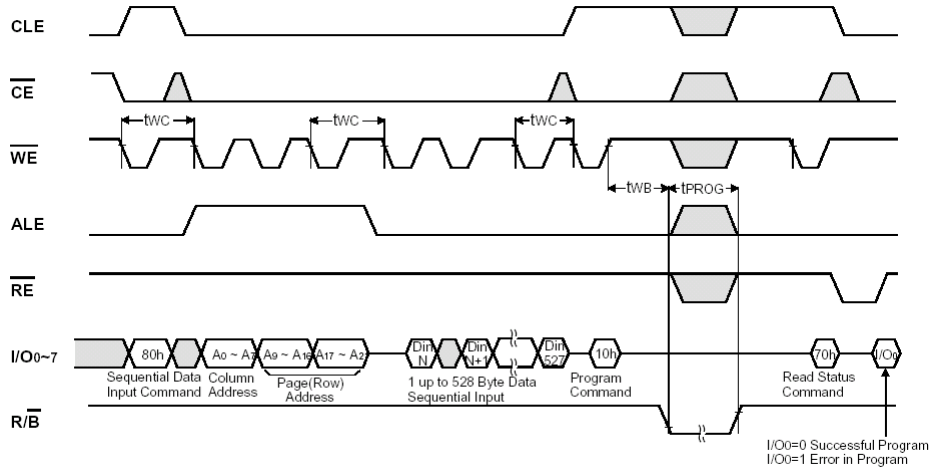 CLE
CE
tWC tWC tWC
WE
tWB tPROG
ALE
RE
I/O0~7 80h A0 ~ A7 A9 ~ A16 A17 ~ A2 Din N Din N+1 Din 527 10h 70h I/O0
Sequential Data Input Command
Column Address
Page(Row) Address
1 up to 528 Byte Data
Sequential Input
Program
Command
Read Status
Command
R/B
I/O0=0 Successful Program
I/O0=1 Error in Program